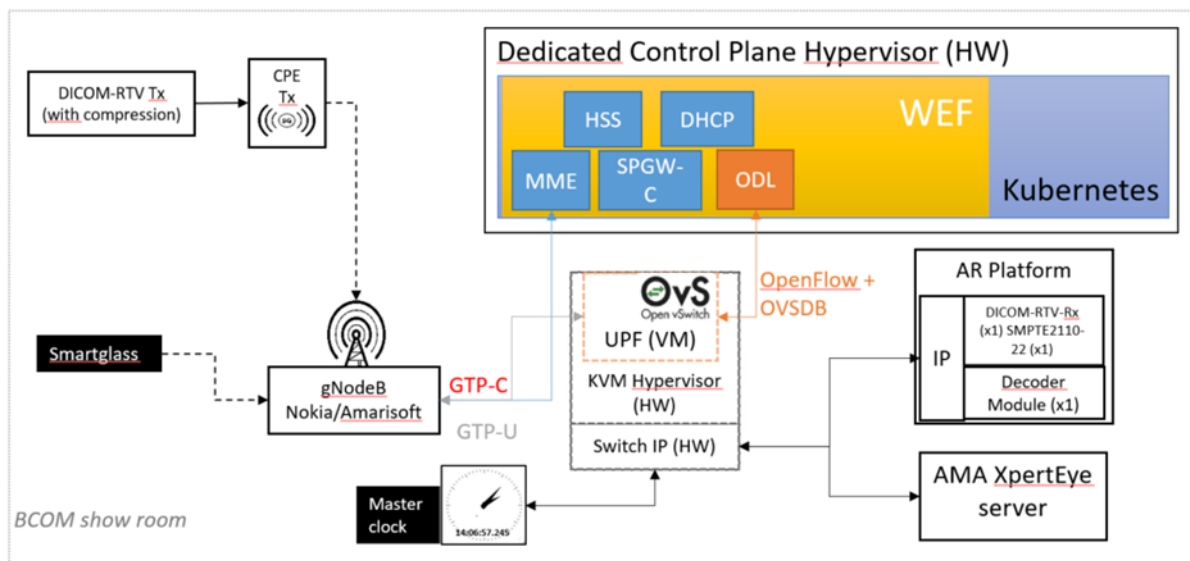 Dedicated Control Plane Hypervisor (HW)
DICOM-RTV Tx
(with compression)
CPE
Tx
5G
HSS
DHCP
WEF
MME
SPGW-
C
ODL
Kubernetes
OvS
Open vSwitch
UPF (VM)
OpenFlow +
OVSDB
AR Platform
IP
DICOM-RTV-Rx
(x1) SMPTE2110-
22 (x1)
Decoder
Module (x1)
Smartglass
gNodeB
Nokia/Amarisoft
GTP-C
GTP-U
KVM Hypervisor
(HW)
Switch IP (HW)
AMA XpertEye
server
Master
clock
14:06:57.245
BCOM show room